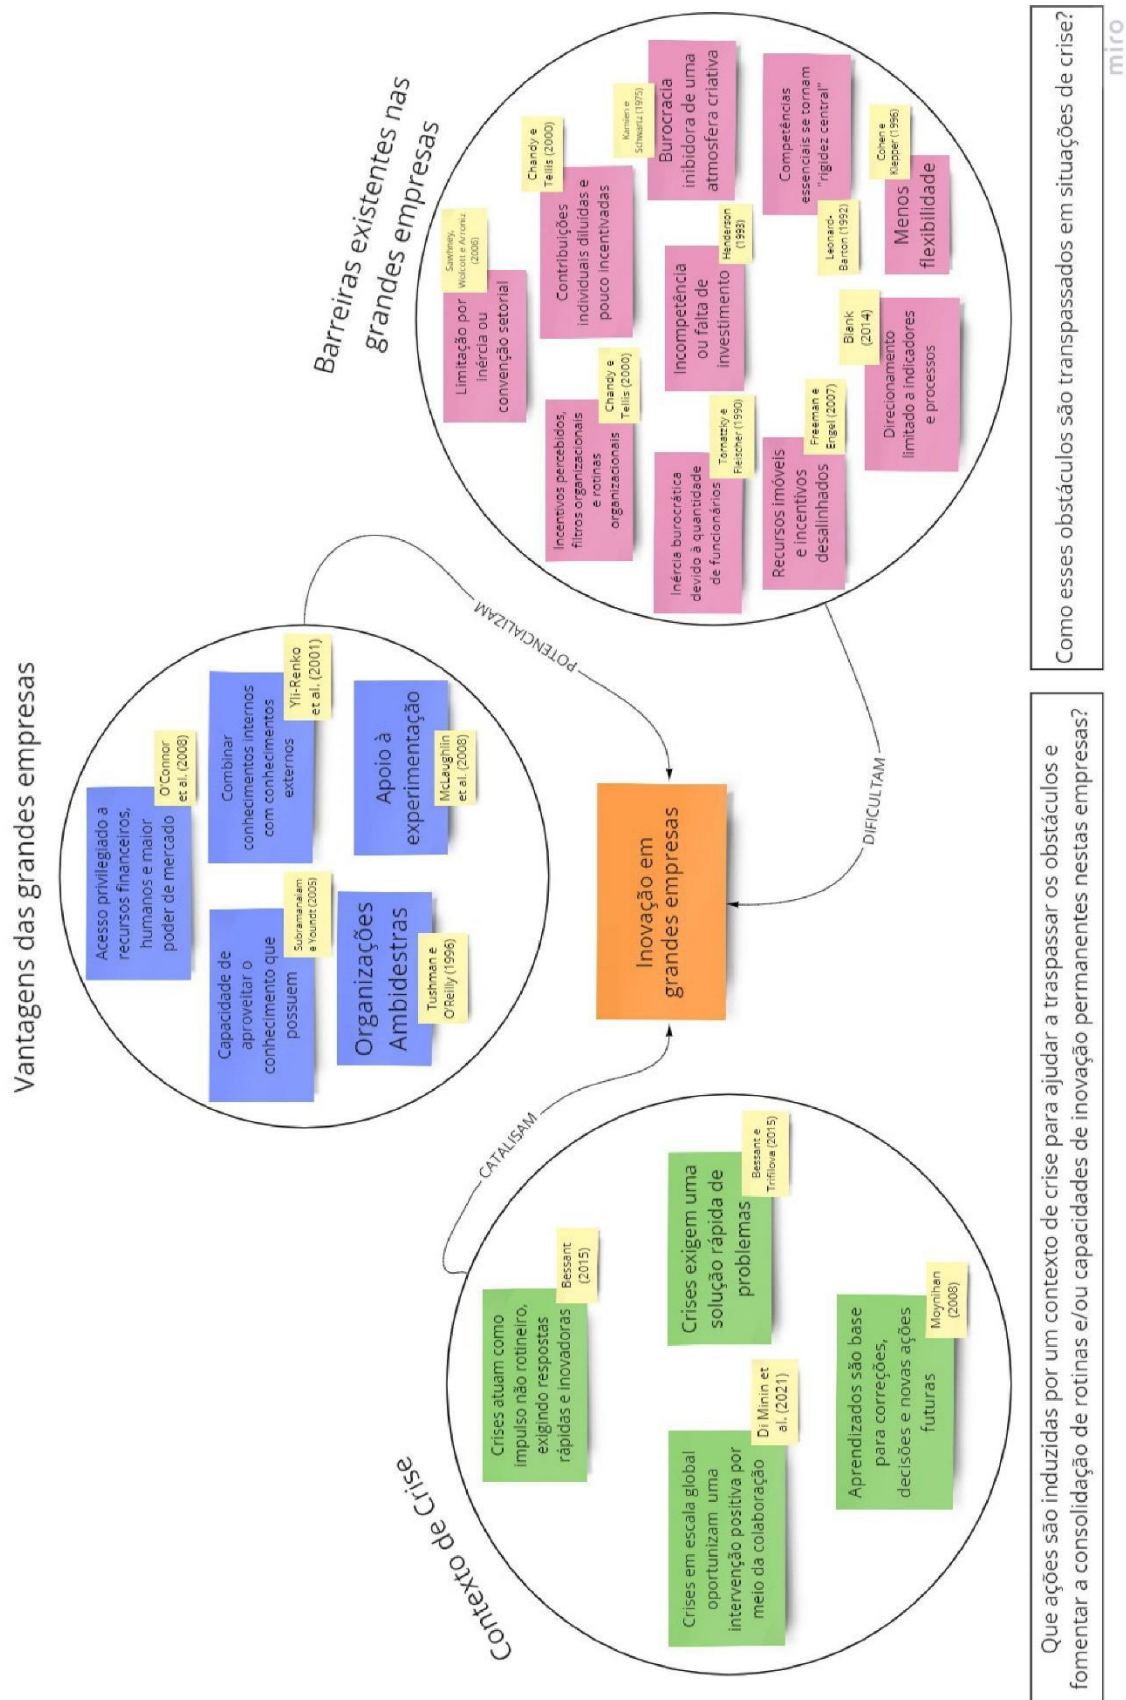 Vantagens das grandes empresas
Acesso privilegiado a
recursos financeiros,
humanos e maior
poder de mercado
O'Connor
et al. (2008)
Capacidade de
aproveitar o
conhecimento que
possuem
Subramanaiam
e Youndt (2005)
Combinar
conhecimentos internos
com conhecimentos
externos
Yli-Renko
et al. (2001)
Organizações
Ambidestras
Tushman e
O'Reilly (1996)
Apoio à
experimentação
McLaughlin
et al. (2008)
Contexto de Crise
Crises atuam como
impulso não rotineiro,
exigindo respostas
rápidas e inovadoras
Bessant
(2015)
Crises em escala global
oportunizam uma
intervenção positiva por
meio da colaboração
Di Minin et
al. (2021)
Crises exigem uma
solução rápida de
problemas
Bessant e
Trifilova (2015)
Aprendizados são base
para correções,
decisões e novas ações
futuras
Moynihan
(2008)
CATALISAM
POTENCIALIZAM
DIFICULTAM
Inovação em
grandes empresas
Barreiras existentes nas
grandes empresas
Limitação por
inércia ou
convenção setorial
Sawhney,
Wolcott e Arroniz
(2006)
Incentivos percebidos,
filtros organizacionais
e rotinas
organizacionais
Chandy e
Tellis (2000)
Contribuições
individuais diluídas e
pouco incentivadas
Chandy e
Tellis (2000)
Inércia burocrática
devido à quantidade
de funcionários
Tornatzky e
Fleischer (1990)
Incompetência
ou falta de
investimento
Henderson
(1993)
Burocracia
inibidora de uma
atmosfera criativa
Kamien e
Schwartz (1975)
Recursos imóveis
e incentivos
desalinhados
Freeman e
Engel (2007)
Competências
essenciais se tornam
"rigidez central"
Leonard-
Barton (1992)
Direcionamento
limitado a indicadores
e processos
Blank
(2014)
Menos
flexibilidade
Cohen e
Klepper (1996)
Que ações são induzidas por um contexto de crise para ajudar a traspassar os obstáculos e
fomentar a consolidação de rotinas e/ou capacidades de inovação permanentes nestas empresas?
Como esses obstáculos são transpassados em situações de crise?
miro